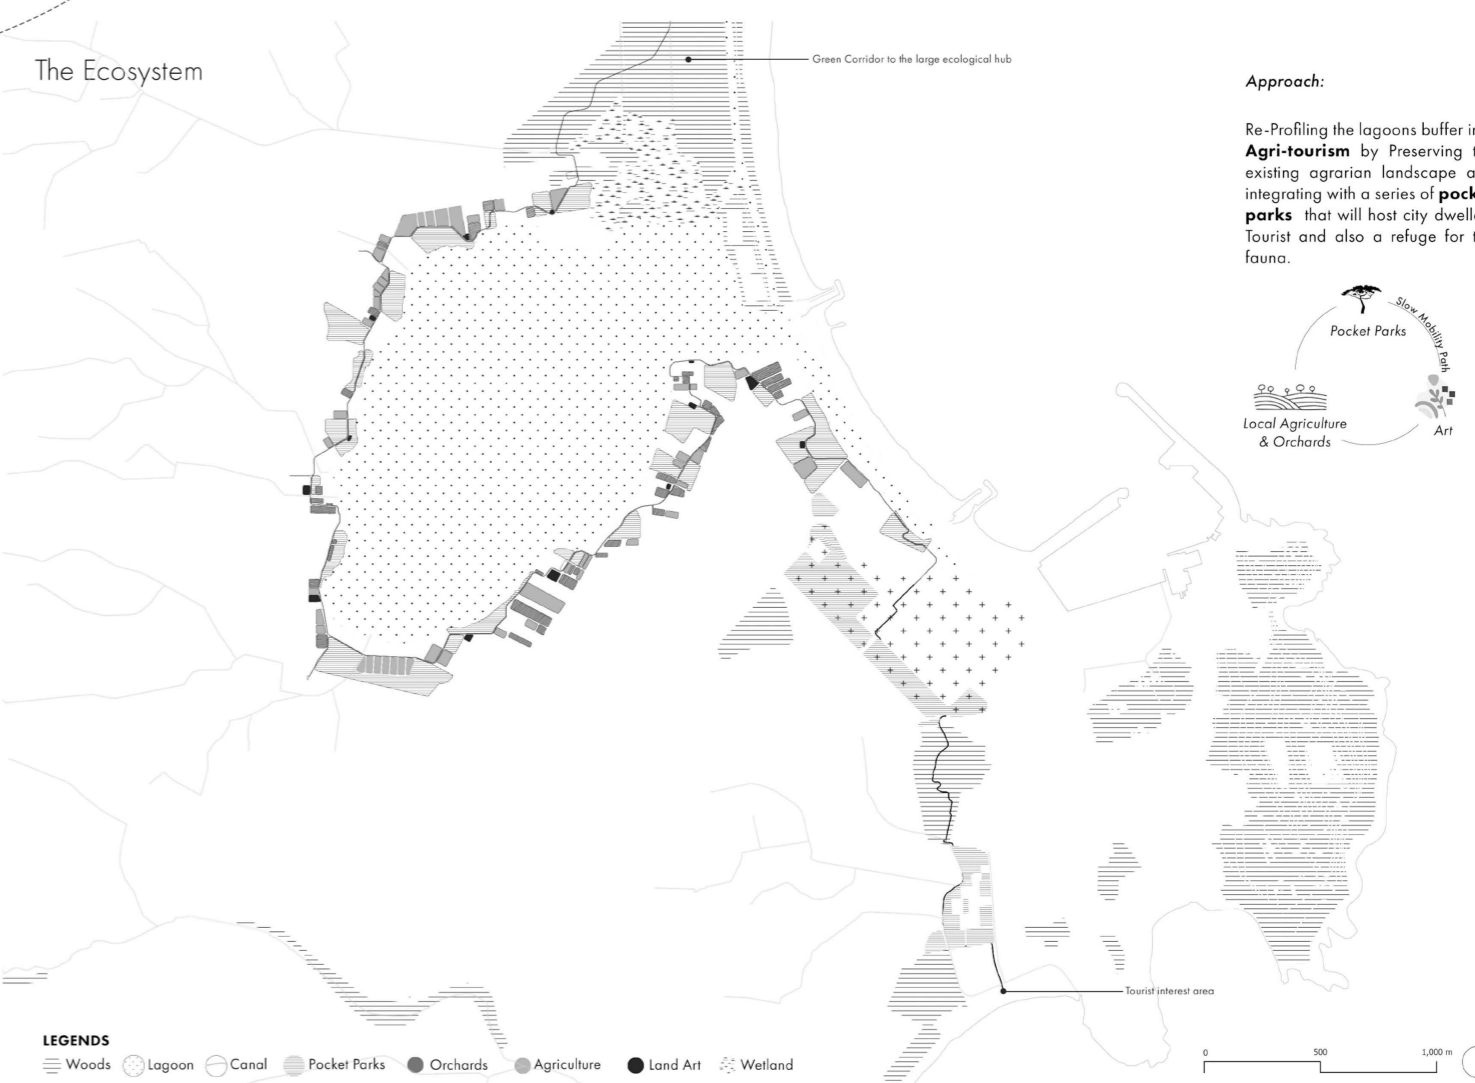 The Ecosystem
Green Corridor to the large ecological hub
Approach:
Re-Profiling the lagoons buffer
Agri-tourism by Preserving
existing agrarian landscape
integrating with a series of
parks that will host city
Tourist and also a refuge for
fauna.
Pocket Parks
Slow Mobility Path
Local Agriculture
& Orchards
Art
Tourist interest area
LEGENDS
Woods
Lagoon
Canal
Pocket Parks
Orchards
Agriculture
Land Art
Wetland
0
500
1,000 m